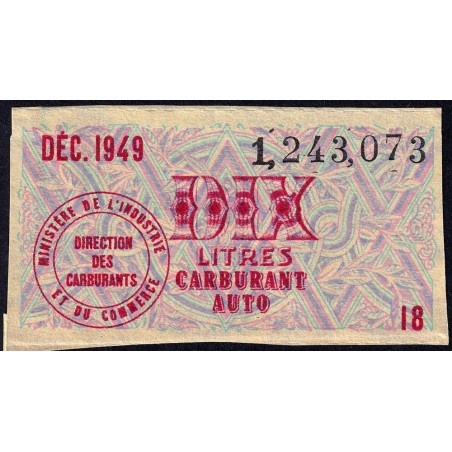 DÉC. 1949
1,243,073
MINISTÈRE DE L'INDUSTRIE
ET DU COMMERCE
DIRECTION
DES
CARBURANTS
DIX
LITRES
CARBURANT
AUTO
18